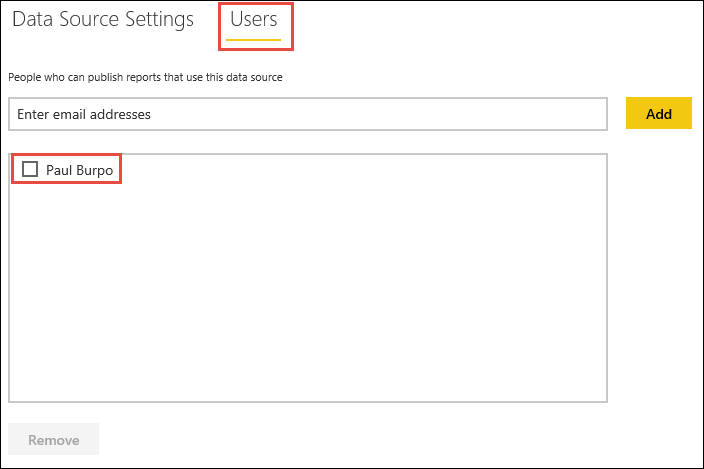 Data Source Settings Users
People who can publish reports that use this data source
Enter email addresses Add
Paul Burpo
Remove